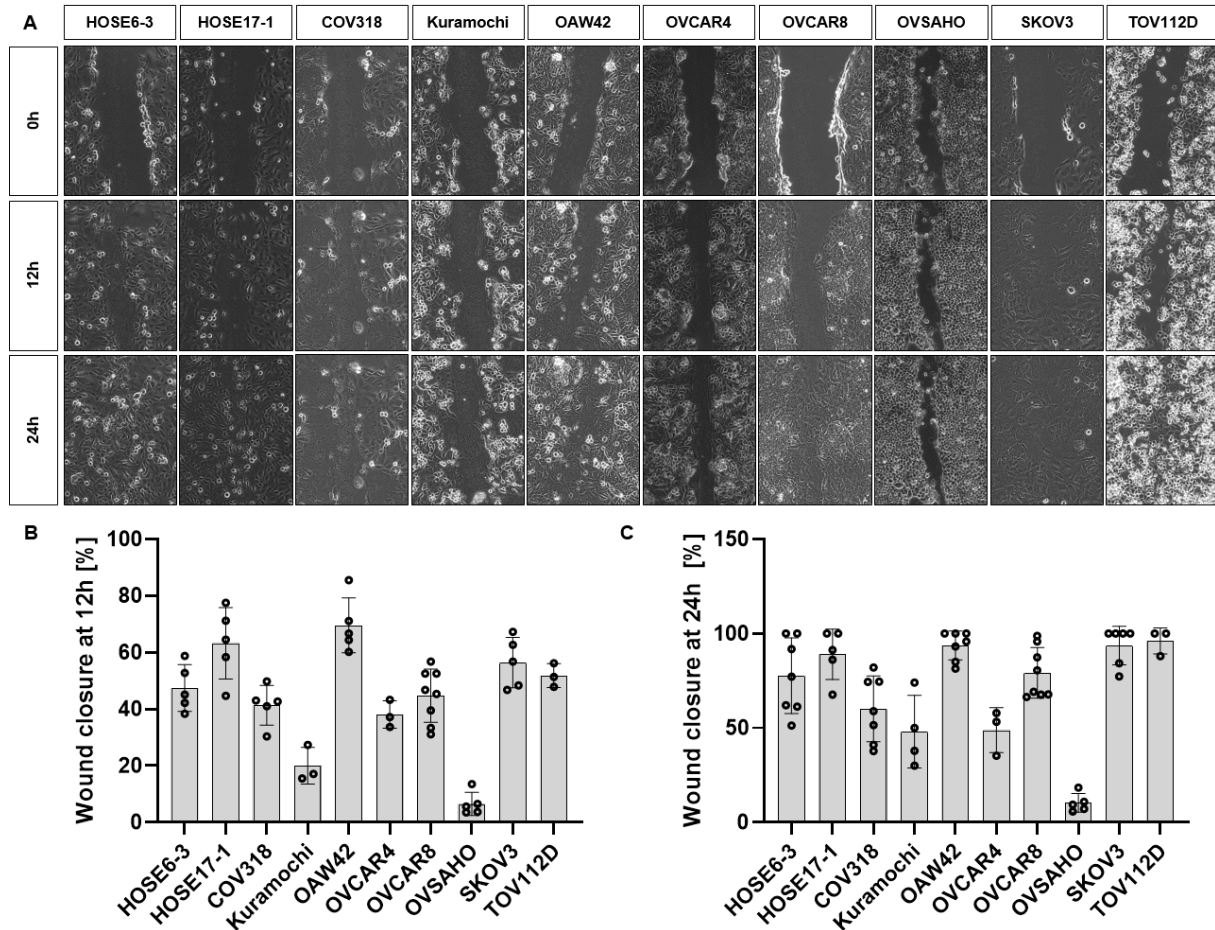 A HOSE6-3 HOSE17-1 COV318 Kuramochi OAW42 OVCAR4 OVCAR8 OVSAHO SKOV3 TOV112D
0h
12h
24h
B
Wound closure at 12h [%]
100
80
60
40
20
0
HOSE6-3
HOSE17-1
COV318
Kuramochi
OAW42
OVCAR4
OVCAR8
OVSAHO
SKOV3
TOV112D
C
Wound closure at 24h [%]
150
100
50
0
HOSE6-3
HOSE17-1
COV318
Kuramochi
OAW42
OVCAR4
OVCAR8
OVSAHO
SKOV3
TOV112D